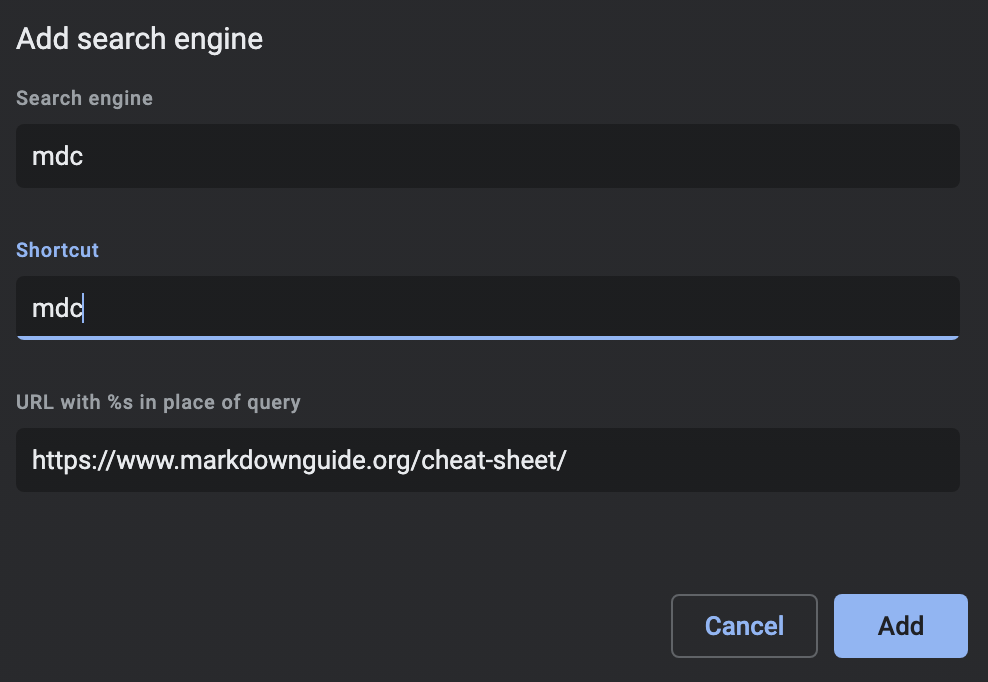 Add search engine
Search engine
mdc
Shortcut
mdc
URL with %s in place of query
https://www.markdownguide.org/cheat-sheet/
Cancel Add